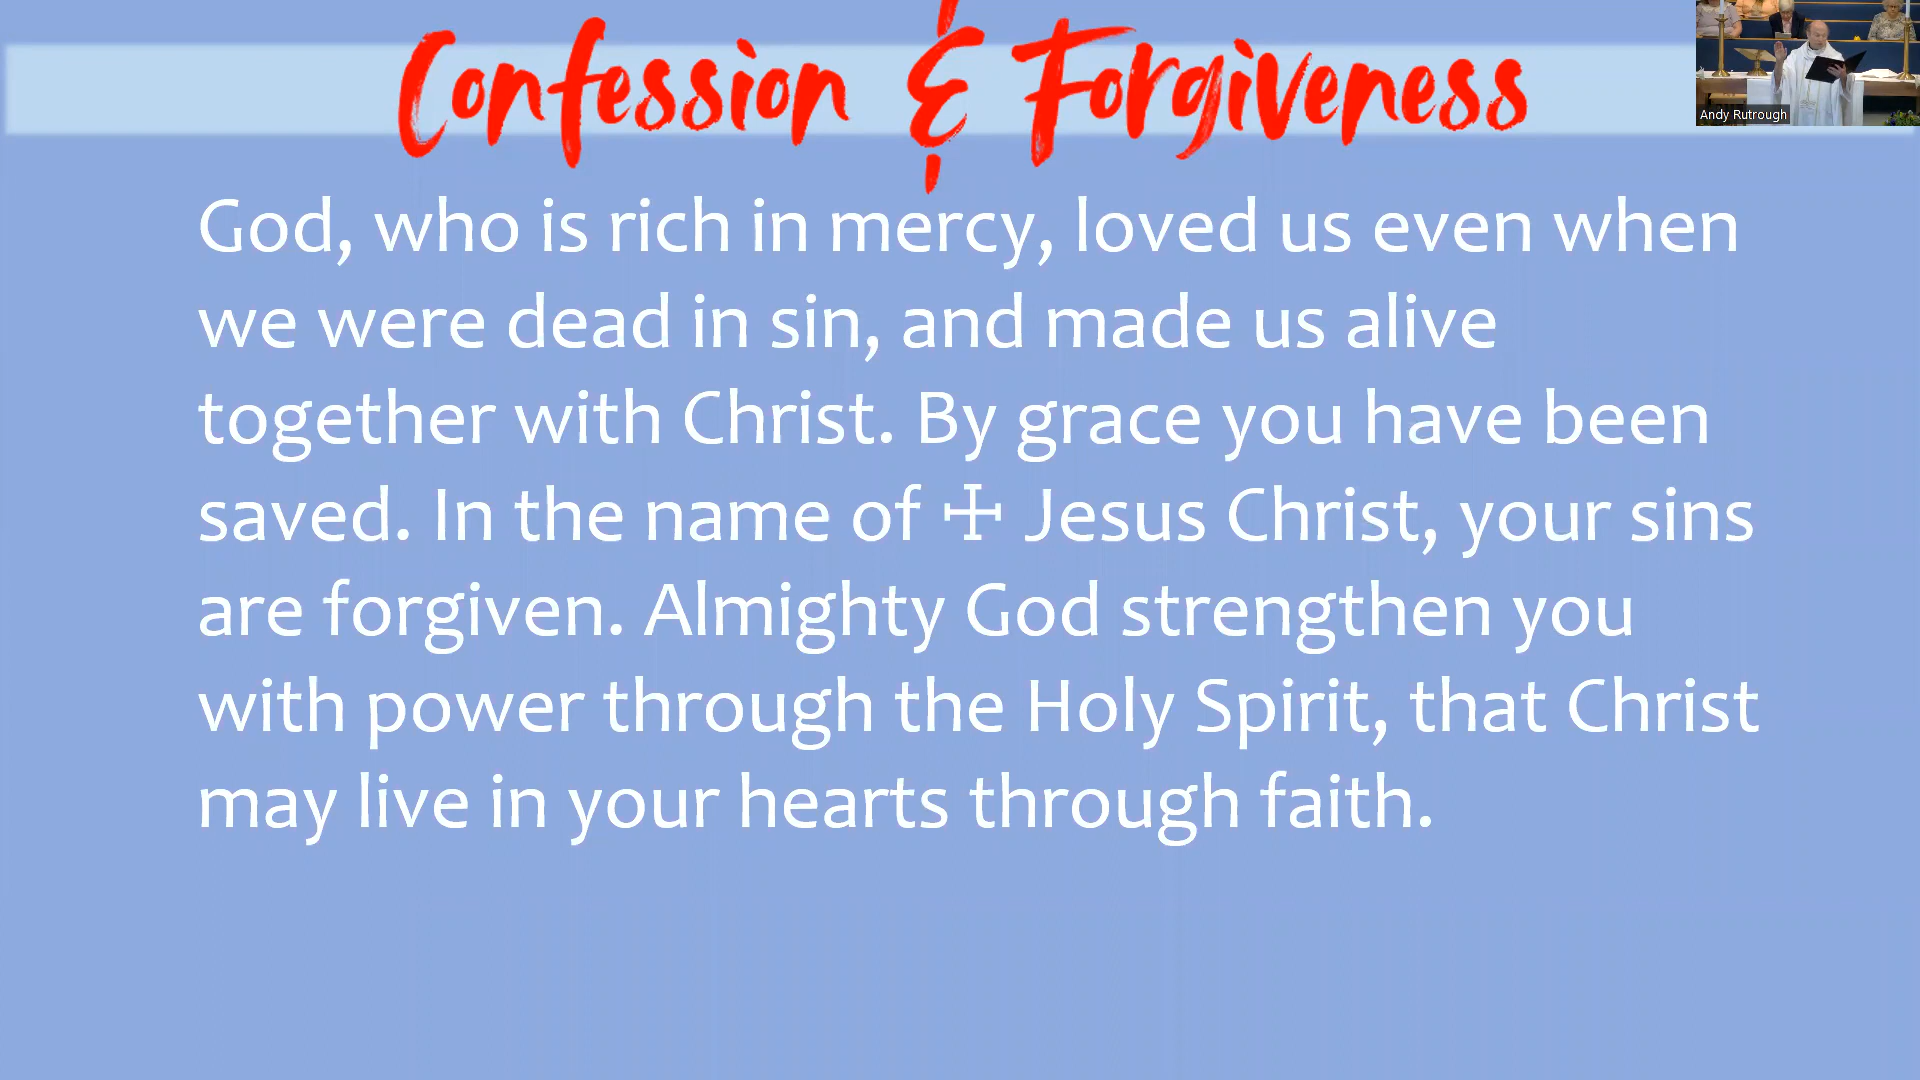 Confession & Forgiveness
Andy Rutrough
God, who is rich in mercy, loved us even when
we were dead in sin, and made us alive
together with Christ. By grace you have been
saved. In the name of ☩ Jesus Christ, your sins
are forgiven. Almighty God strengthen you
with power through the Holy Spirit, that Christ
may live in your hearts through faith.